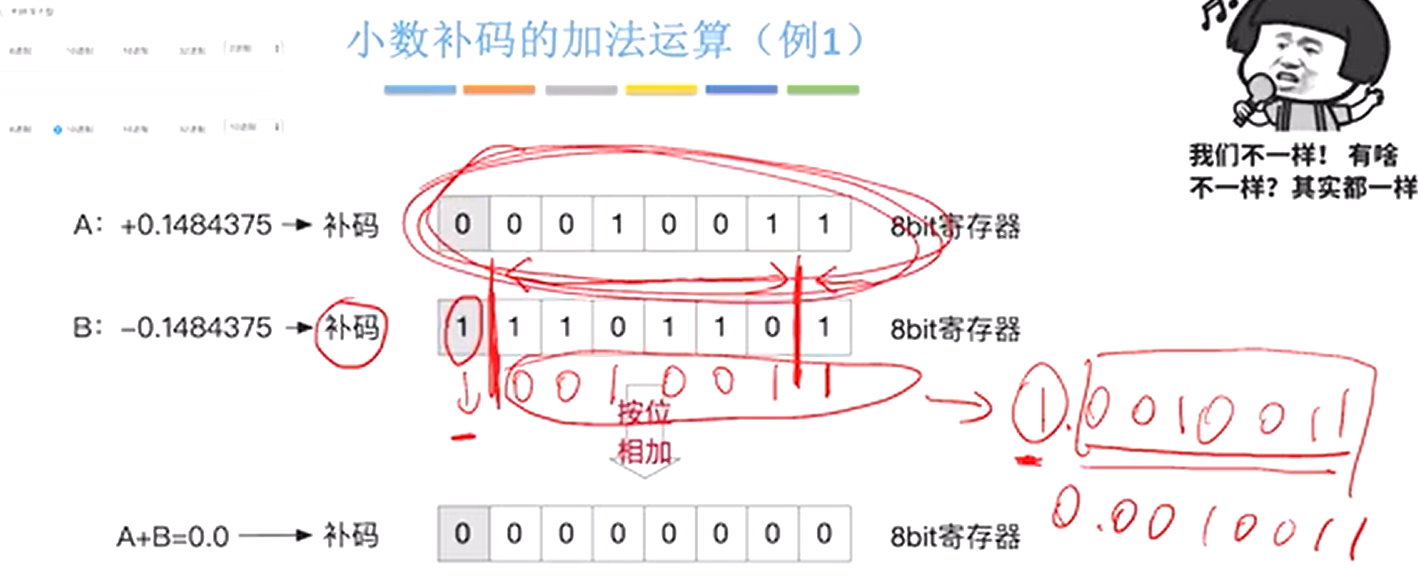 小数补码的加法运算（例1）
我们不一样！有啥
不一样？其实都一样
A：+0.1484375 补码 0 0 0 1 0 0 1 1 8bit寄存器
B：−0.1484375 补码 1 1 1 0 1 1 0 1 8bit寄存器
0 0 1 0 0 1 1
1.0010011
按位
相加
0.0010011
A+B=0.0 补码 0 0 0 0 0 0 0 0 8bit寄存器